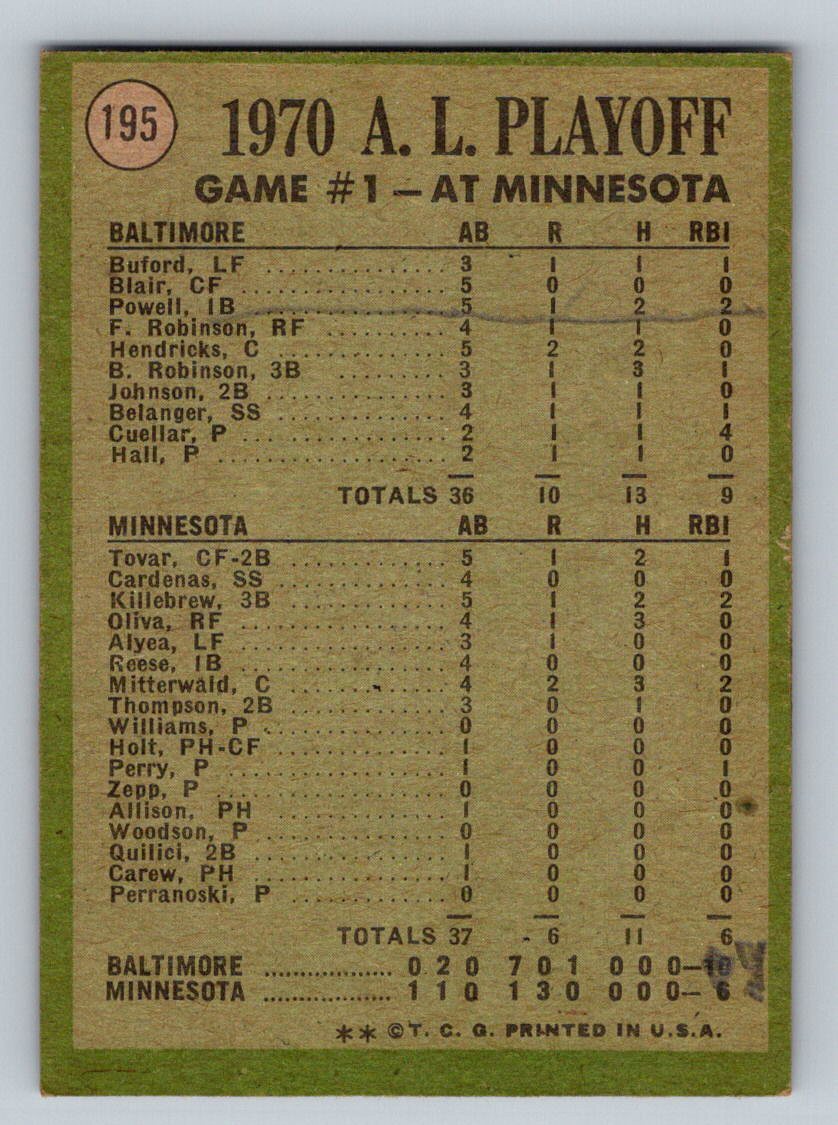 195
1970 A. L. PLAYOFF
GAME #1 — AT MINNESOTA
BALTIMORE AB R H RBI
Buford, LF .............. 3 1 1 1
Blair, CF ............... 5 0 0 0
Powell, 1B .............. 5 1 2 2
F. Robinson, RF .......... 4 1 1 0
Hendricks, C ............. 5 2 2 0
B. Robinson, 3B ......... 3 1 3 1
Johnson, 2B ............. 3 1 1 0
Belanger, SS ............. 4 1 1 1
Cuellar, P ................ 2 1 1 4
Hall, P .................. 2 1 1 0
TOTALS 36 10 13 9
MINNESOTA AB R H RBI
Tovar, CF-2B ............ 5 1 2 1
Cardenas, SS ............ 4 0 0 0
Killebrew, 3B ............ 5 1 2 2
Oliva, RF ................ 4 1 3 0
Alyea, LF ................ 3 1 0 0
Reese, 1B ................ 4 0 0 0
Mitterwald, C ............ 4 2 3 2
Thompson, 2B ............ 3 0 1 0
Williams, P .............. 0 0 0 0
Holt, PH-CF .............. 1 0 0 0
Perry, P ................. 1 0 0 1
Zepp, P .................. 0 0 0 0
Allison, PH .............. 1 0 0 0
Woodson, P .............. 0 0 0 0
Quilici, 2B .............. 1 0 0 0
Carew, PH ................ 1 0 0 0
Perranoski, P ............ 0 0 0 0
TOTALS 37 6 11 6
BALTIMORE .................. 0 2 0 7 0 1 0 0 0—10
MINNESOTA .................. 1 1 0 1 3 0 0 0 0— 6
** ©T. C. G. PRINTED IN U.S.A.